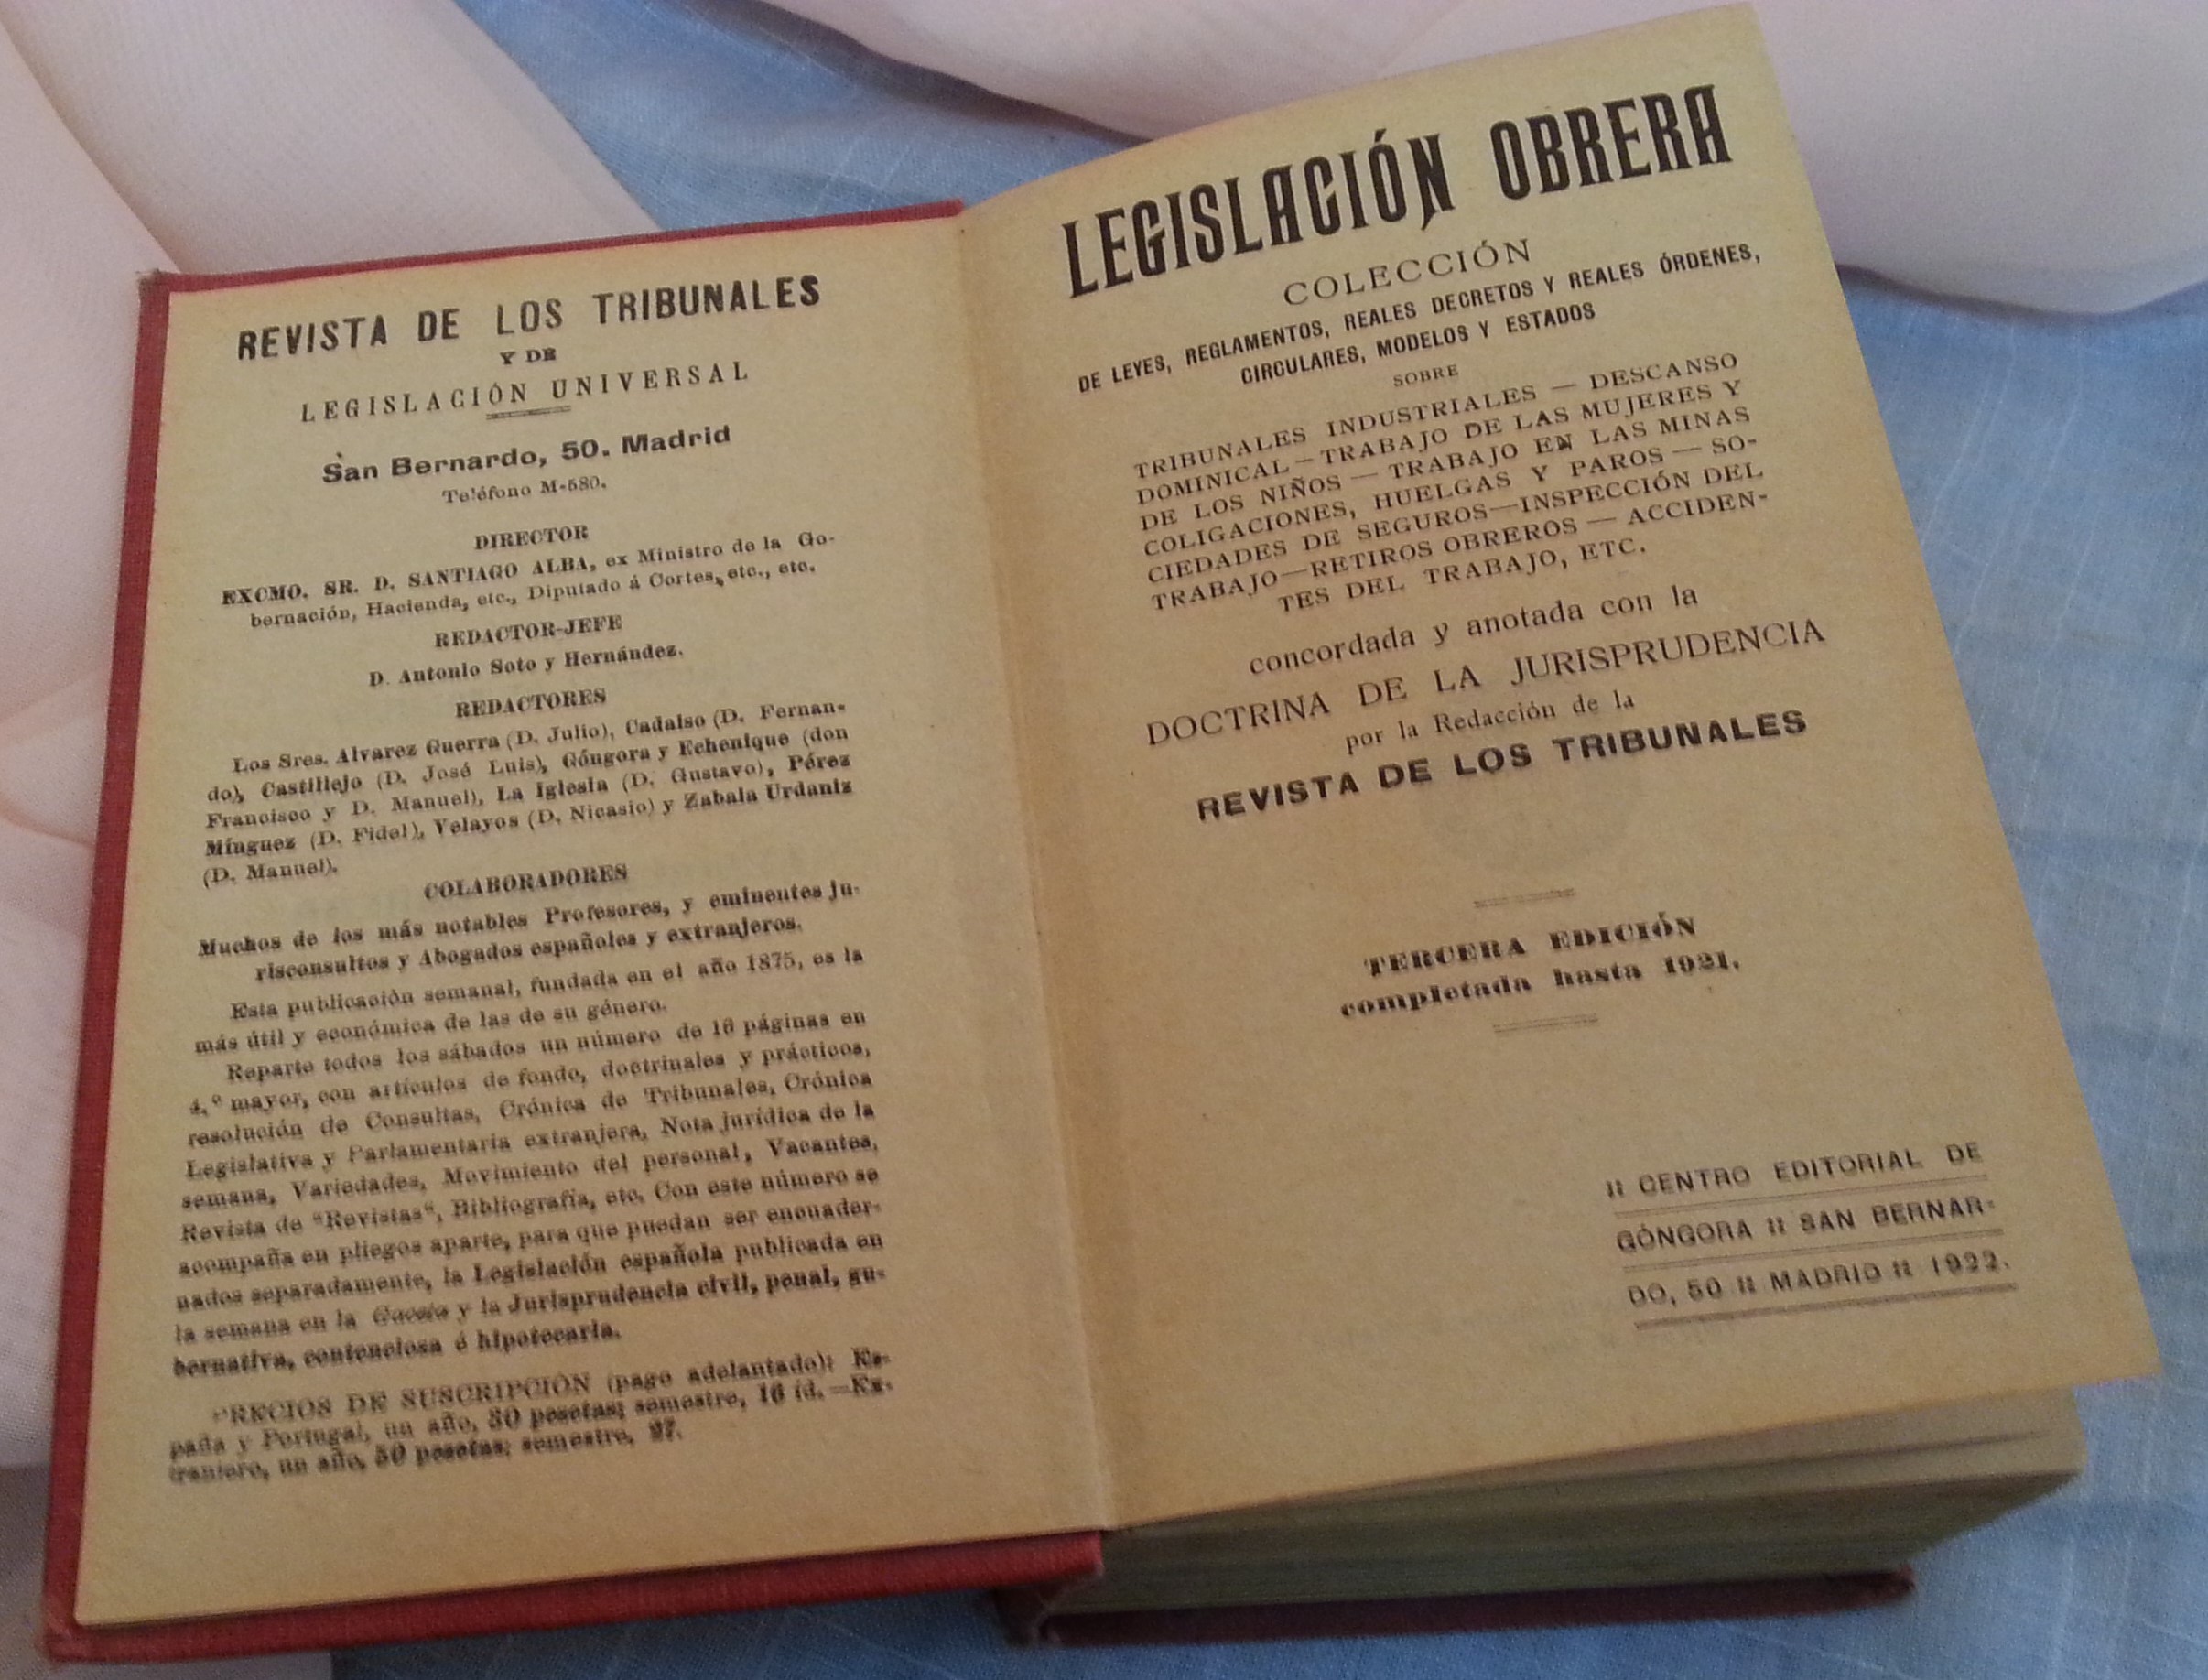 REVISTA DE LOS TRIBUNALES
Y DE
LEGISLACIÓN UNIVERSAL
San Bernardo, 50. Madrid
Teléfono M-580.
DIRECTOR
EXCMO. SR. D. SANTIAGO ALBA, ex Ministro de la Go-
bernación, Hacienda, etc., Diputado á Cortes, etc., etc.
REDACTOR-JEFE
D. Antonio Soto y Hernández.
REDACTORES
Los Sres. Alvarez Guerra (D. Julio), Cadalso (D. Fernan-
do), Castillejo (D. José Luis), Góngora y Echenique (don
Francisco y D. Manuel), La Iglesia (D. Gustavo), Pérez
Mínguez (D. Fidel), Velayos (D. Nicasio) y Zabala Urdaniz
(D. Manuel).
COLABORADORES
Muchos de los más notables Profesores, y eminentes ju-
risconsultos y Abogados españoles y extranjeros.
Esta publicación semanal, fundada en el año 1875, es la
más útil y económica de las de su género.
Reparte todos los sábados un número de 16 páginas en
4.º mayor, con artículos de fondo, doctrinales y prácticos,
resolución de Consultas, Crónica de Tribunales, Crónica
Legislativa y Parlamentaria extranjera, Nota jurídica de la
semana, Variedades, Movimiento del personal, Vacantes,
Revista de "Revistas", Bibliografía, etc. Con este número se
acompaña en pliegos aparte, para que puedan ser encuader-
nados separadamente, la Legislación española publicada en
la semana en la Gaceta y la Jurisprudencia civil, penal, gu-
bernativa, contenciosa é hipotecaria.
PRECIOS DE SUSCRIPCIÓN (pago adelantado): Es-
paña y Portugal, un año, 30 pesetas; semestre, 16 íd.—Ex-
tranjero, un año, 50 pesetas; semestre, 27.
LEGISLACIÓN OBRERA
COLECCIÓN
DE LEYES, REGLAMENTOS, REALES DECRETOS Y REALES ÓRDENES,
CIRCULARES, MODELOS Y ESTADOS
SOBRE
TRIBUNALES INDUSTRIALES — DESCANSO
DOMINICAL — TRABAJO DE LAS MUJERES Y
DE LOS NIÑOS — TRABAJO EN LAS MINAS
COLIGACIONES, HUELGAS Y PAROS — SO-
CIEDADES DE SEGUROS—INSPECCIÓN DEL
TRABAJO—RETIROS OBREROS — ACCIDEN-
TES DEL TRABAJO, ETC.
concordada y anotada con la
DOCTRINA DE LA JURISPRUDENCIA
por la Redacción de la
REVISTA DE LOS TRIBUNALES
TERCERA EDICIÓN
completada hasta 1921.
:: CENTRO EDITORIAL DE
GÓNGORA :: SAN BERNAR-
DO, 50 :: MADRID :: 1922.